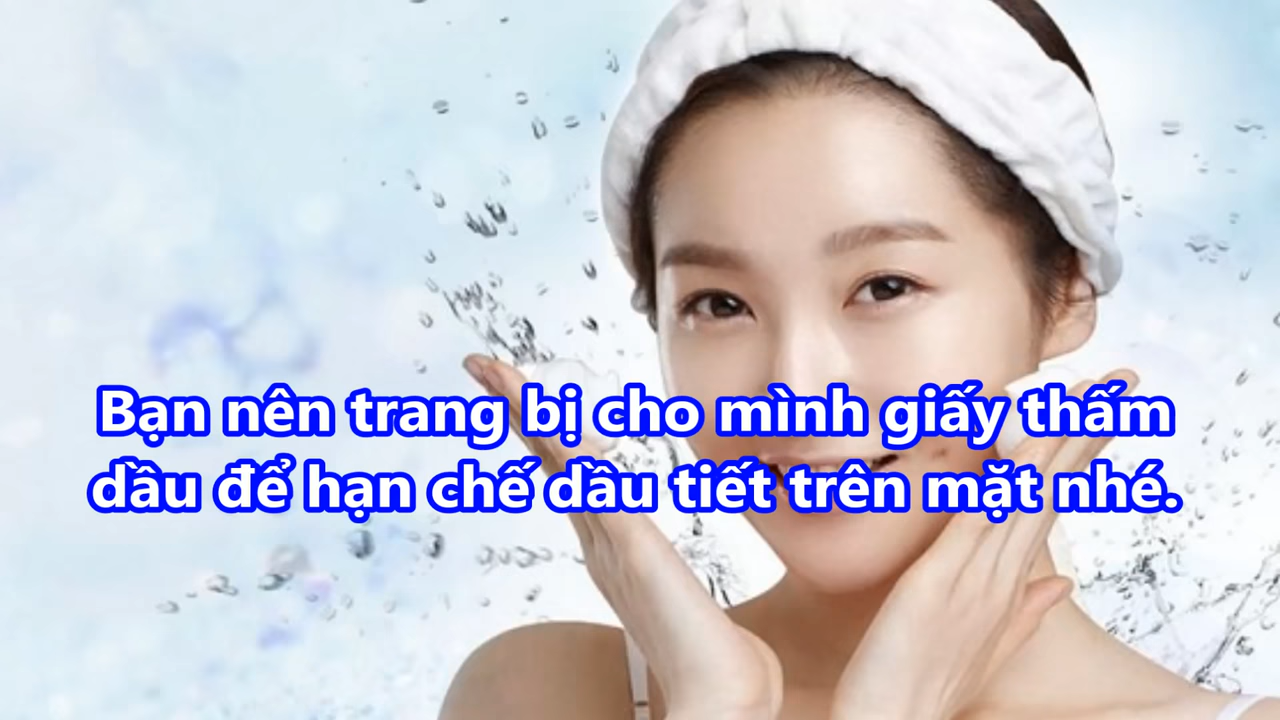 Bạn nên trang bị cho mình giấy thấm
dầu để hạn chế dầu tiết trên mặt nhé.